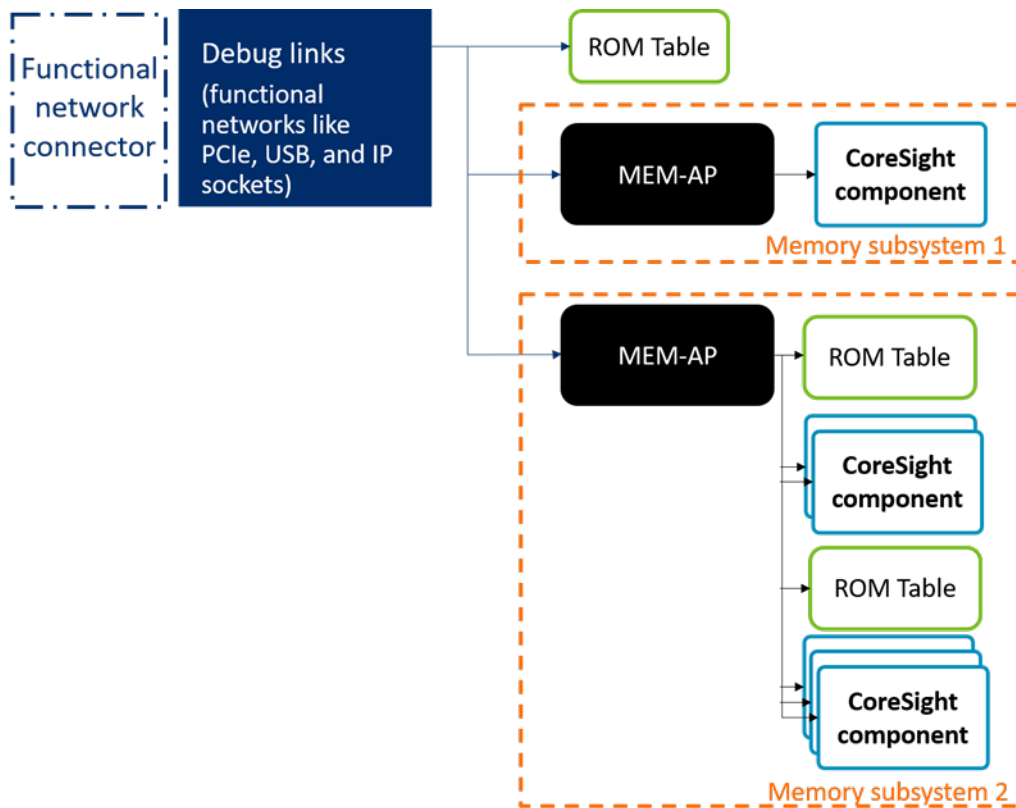 Functional
network
connector
Debug links
(functional
networks like
PCIe, USB, and IP
sockets)
ROM Table
MEM-AP
CoreSight
component
Memory subsystem 1
MEM-AP
ROM Table
CoreSight
component
ROM Table
CoreSight
component
Memory subsystem 2